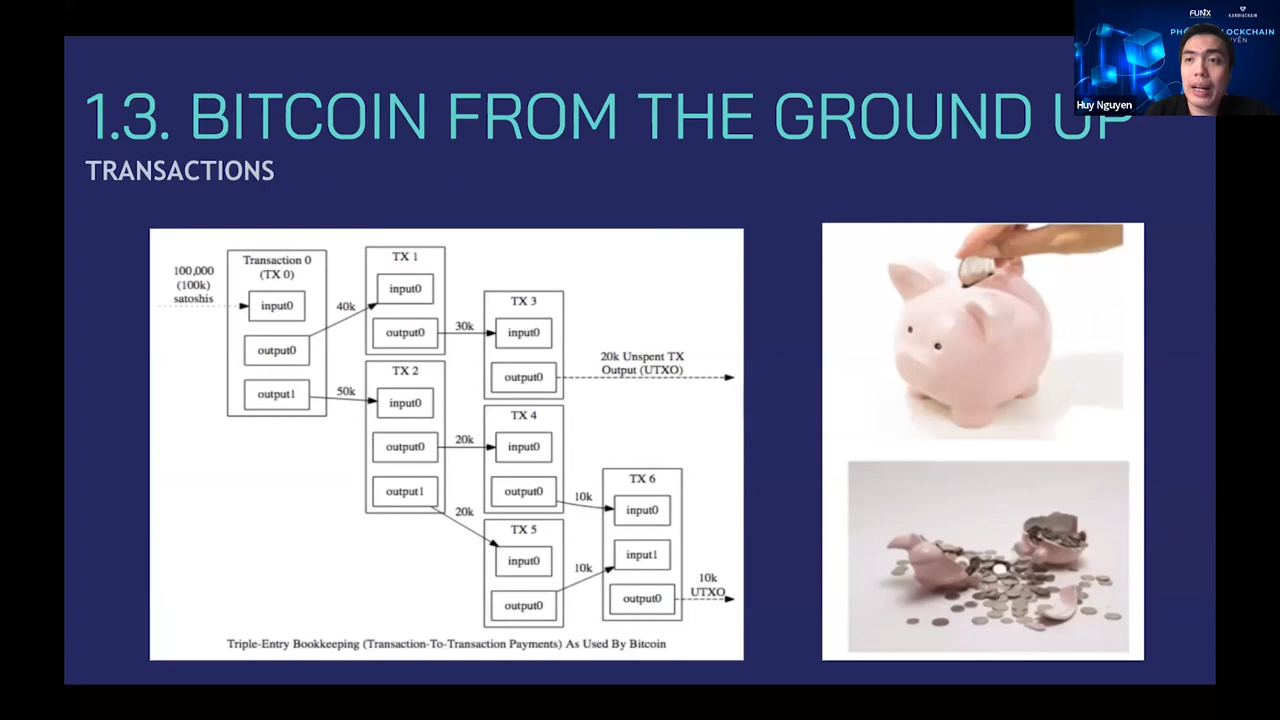 1.3. BITCOIN FROM THE GROUND UP
TRANSACTIONS
100,000
(100k)
satoshis
Transaction 0
(TX 0)
input0
output0
output1
40k
50k
TX 1
input0
output0
30k
TX 2
input0
output0
output1
20k
20k
TX 3
input0
output0
20k Unspent TX
Output (UTXO)
TX 4
input0
output0
10k
TX 5
input0
output0
10k
TX 6
input0
input1
output0
10k
UTXO
Triple-Entry Bookkeeping (Transaction-To-Transaction Payments) As Used By Bitcoin
FUNiX
KARDIACHAIN
Huy Nguyen